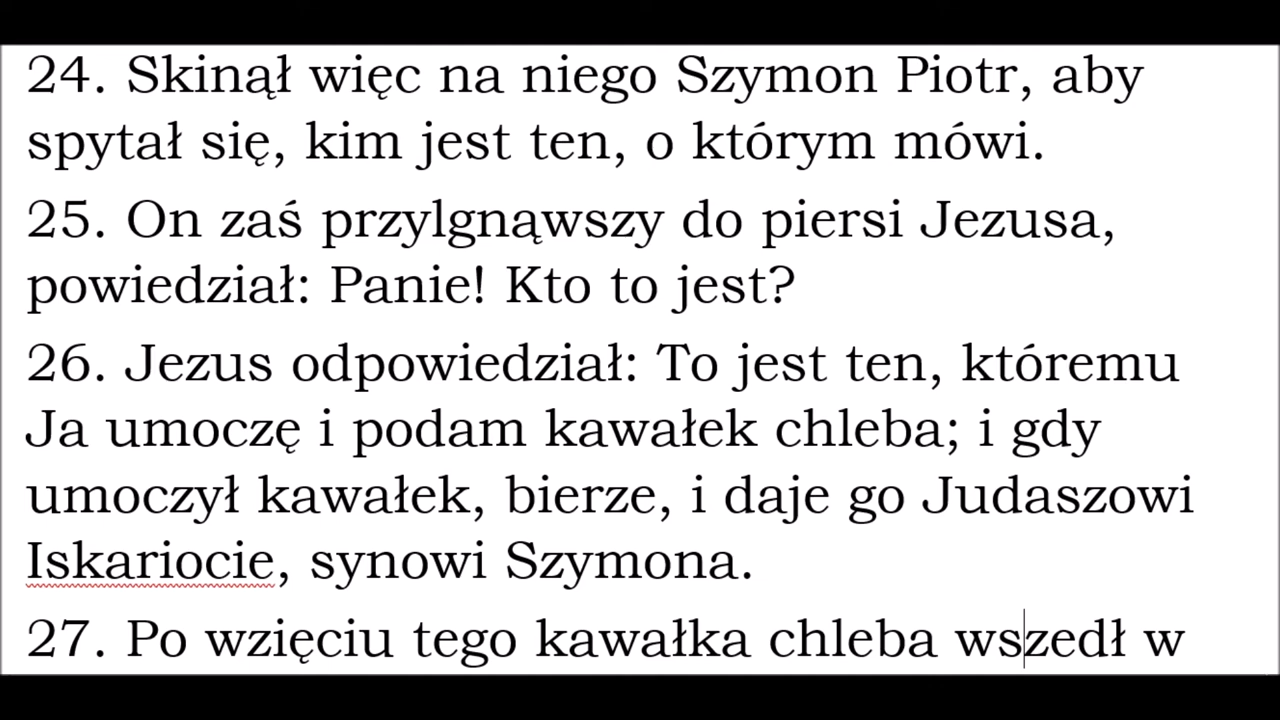 24. Skinął więc na niego Szymon Piotr, aby
spytał się, kim jest ten, o którym mówi.
25. On zaś przylgnąwszy do piersi Jezusa,
powiedział: Panie! Kto to jest?
26. Jezus odpowiedział: To jest ten, któremu
Ja umoczę i podam kawałek chleba; i gdy
umoczył kawałek, bierze, i daje go Judaszowi
Iskariocie, synowi Szymona.
27. Po wzięciu tego kawałka chleba wszedł w